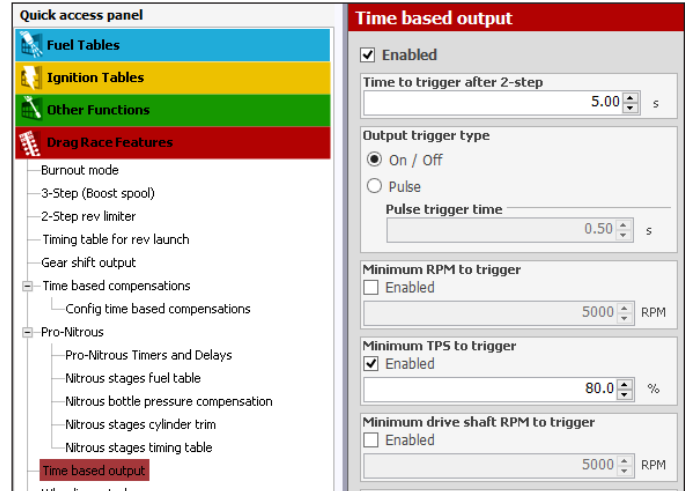 Quick access panel
Fuel Tables
Ignition Tables
Other Functions
Drag Race Features
Burnout mode
3-Step (Boost spool)
2-Step rev limiter
Timing table for rev launch
Gear shift output
Time based compensations
Config time based compensations
Pro-Nitrous
Pro-Nitrous Timers and Delays
Nitrous stages fuel table
Nitrous bottle pressure compensation
Nitrous stages cylinder trim
Nitrous stages timing table
Time based output
Time based output
Enabled
Time to trigger after 2-step
5.00 s
Output trigger type
On / Off
Pulse
Pulse trigger time
0.50 s
Minimum RPM to trigger
Enabled
5000 RPM
Minimum TPS to trigger
Enabled
80.0 %
Minimum drive shaft RPM to trigger
Enabled
5000 RPM